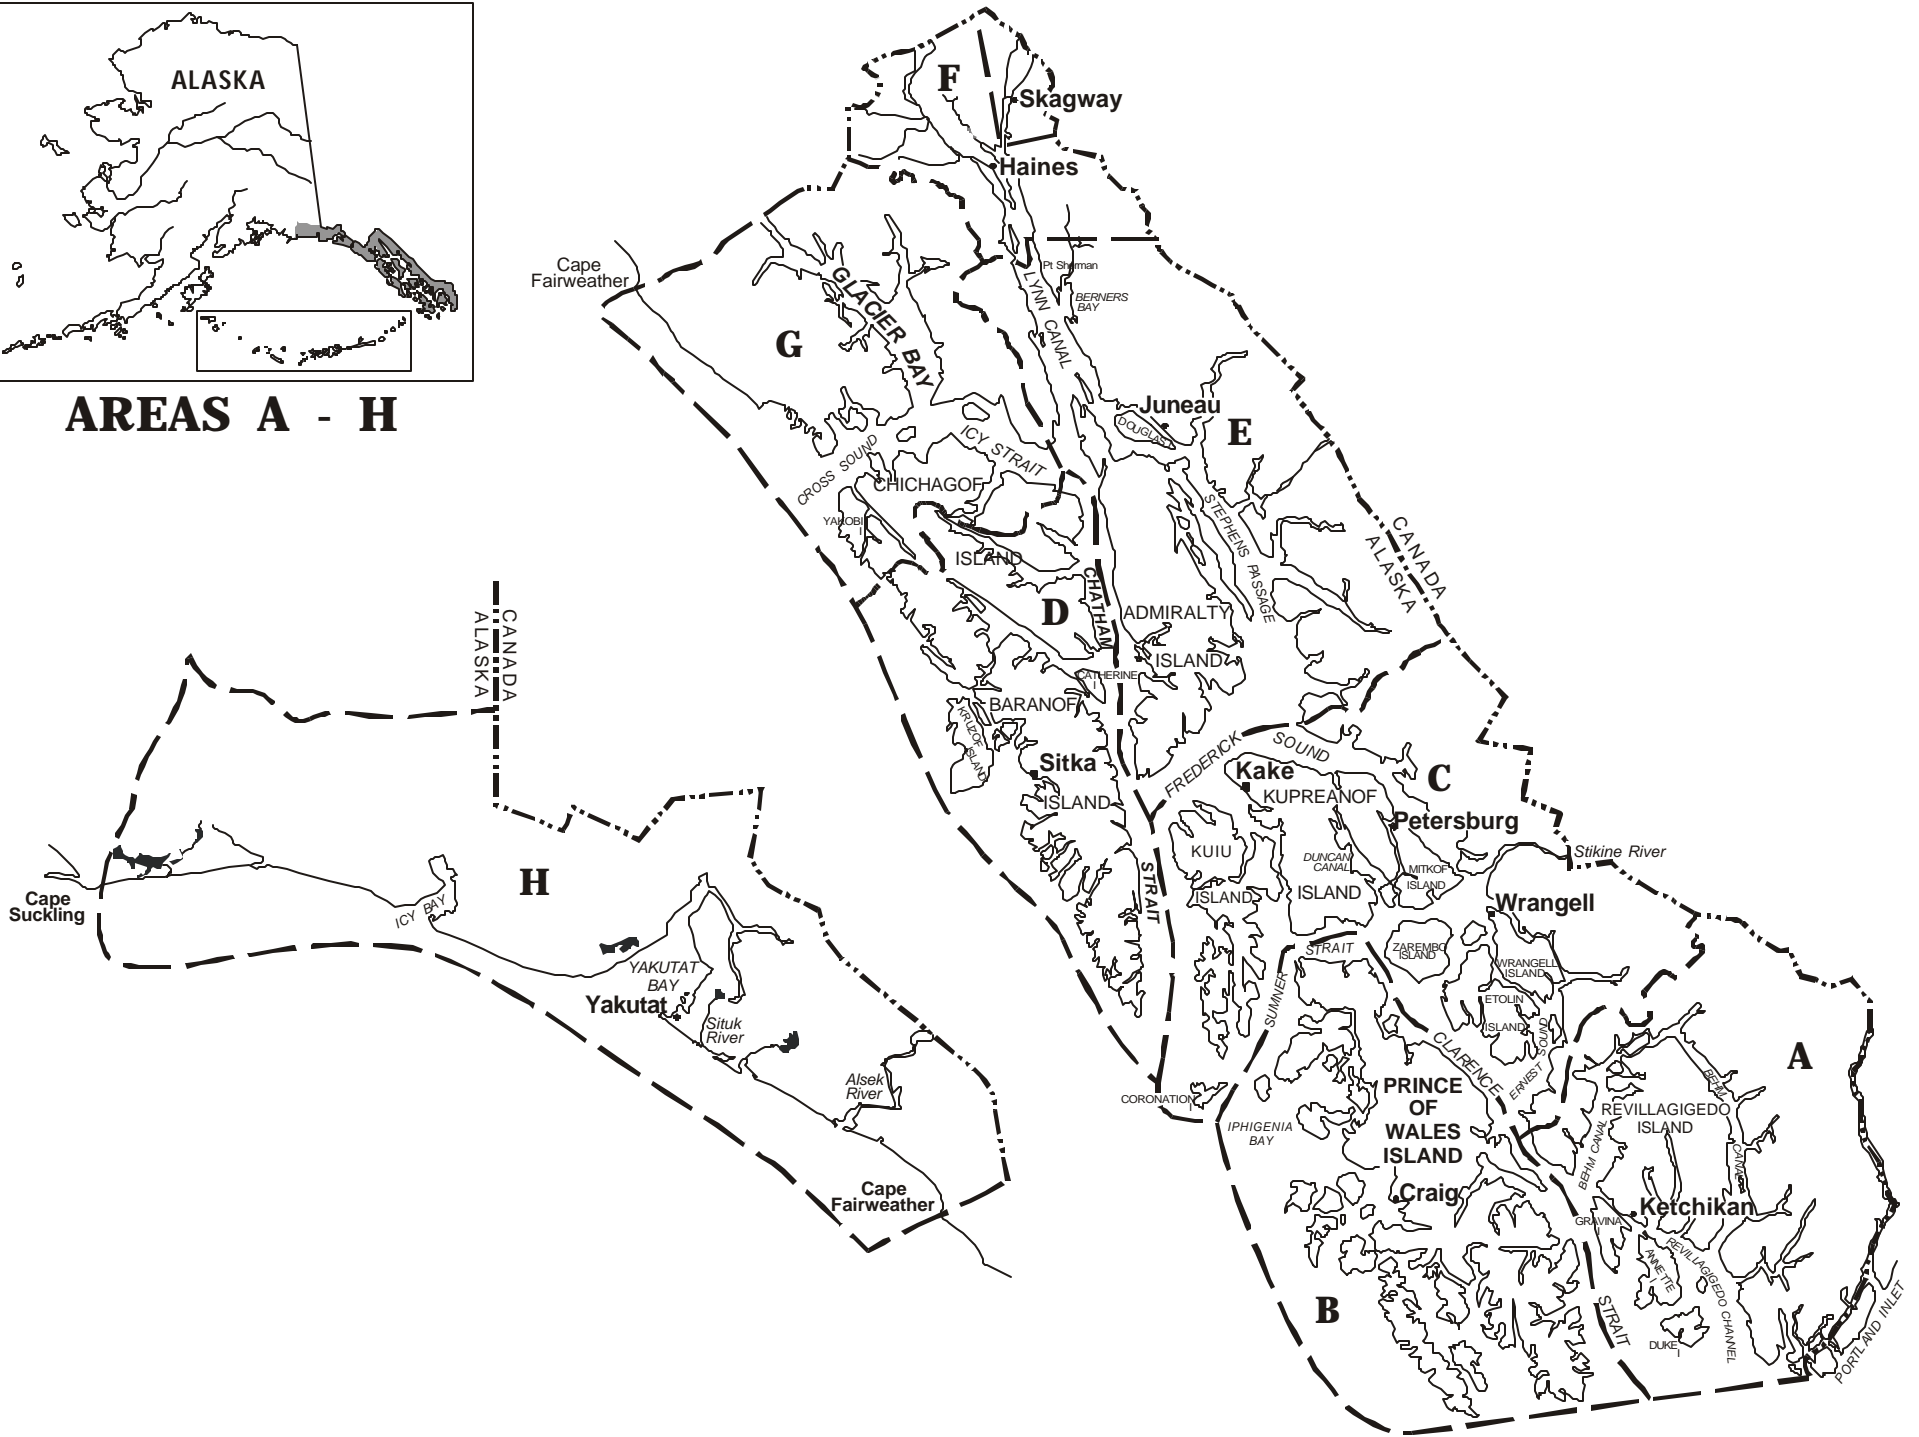 ALASKA
AREAS A - H
F
Skagway
Haines
Cape
Fairweather
Pt Sherman
BERNERS
BAY
LYNN CANAL
GLACIER BAY
G
Juneau
DOUGLAS I
E
ICY STRAIT
CROSS SOUND
CHICHAGOF
YAKOBI
I
ISLAND
STEPHENS PASSAGE
CANADA
ALASKA
CHATHAM
D
ADMIRALTY
ISLAND
CATHERINE
I
BARANOF
KRUZOF
ISLAND
Sitka
ISLAND
FREDERICK
SOUND
C
Kake
KUPREANOF
Petersburg
KUIU
DUNCAN
CANAL
MITKOF
ISLAND
Stikine River
STRAIT
ISLAND
ISLAND
Wrangell
STRAIT
ZAREMBO
ISLAND
WRANGELL
ISLAND
SUMNER
ETOLIN
ISLAND
CLARENCE
ERNEST SOUND
A
CORONATION
I
IPHIGENIA
BAY
PRINCE
OF
WALES
ISLAND
Craig
REVILLAGIGEDO
ISLAND
BEHM
CANAL
BEHM CANAL
Ketchikan
GRAVINA
I
ANNETTE
I
REVILLAGIGEDO CHANNEL
B
STRAIT
DUKE
I
PORTLAND INLET
CANADA
ALASKA
H
Cape
Suckling
ICY BAY
YAKUTAT
BAY
Yakutat
Situk
River
Alsek
River
Cape
Fairweather